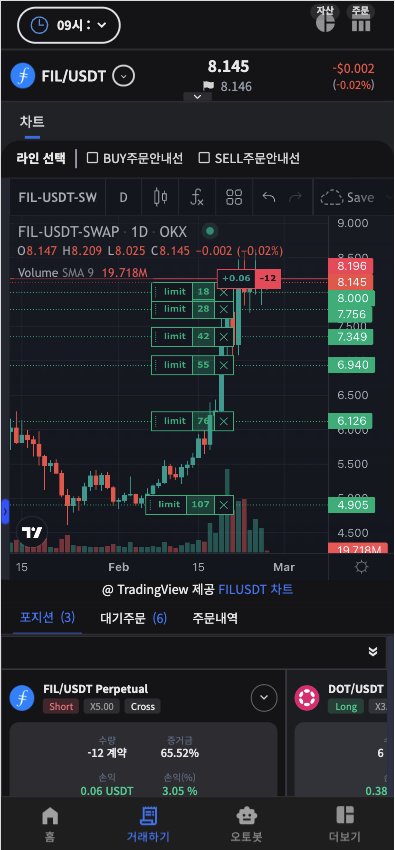 09시 :
자산 주문
FIL/USDT
8.145
8.146
-$0.002
(-0.02%)
차트
라인 선택 BUY주문안내선 SELL주문안내선
FIL-USDT-SW D Save
FIL-USDT-SWAP · 1D · OKX
O8.147 H8.209 L8.025 C8.145 −0.002 (−0.02%)
Volume SMA 9 19.718M
+0.06 -12
limit 18
limit 28
limit 42
limit 55
limit 76
limit 107
9.000
8.196
8.145
8.000
7.756
7.500
7.349
6.940
6.500
6.126
6.000
5.500
4.905
4.500
19.718M
15 Feb 15 Mar
@ TradingView 제공 FILUSDT 차트
포지션 (3) 대기주문 (6) 주문내역
FIL/USDT Perpetual
Short X5.00 Cross
수량 증거금
-12 계약 65.52%
손익 손익(%)
0.06 USDT 3.05 %
DOT/USDT
Long X3.
6
0.38
홈 거래하기 오토봇 더보기